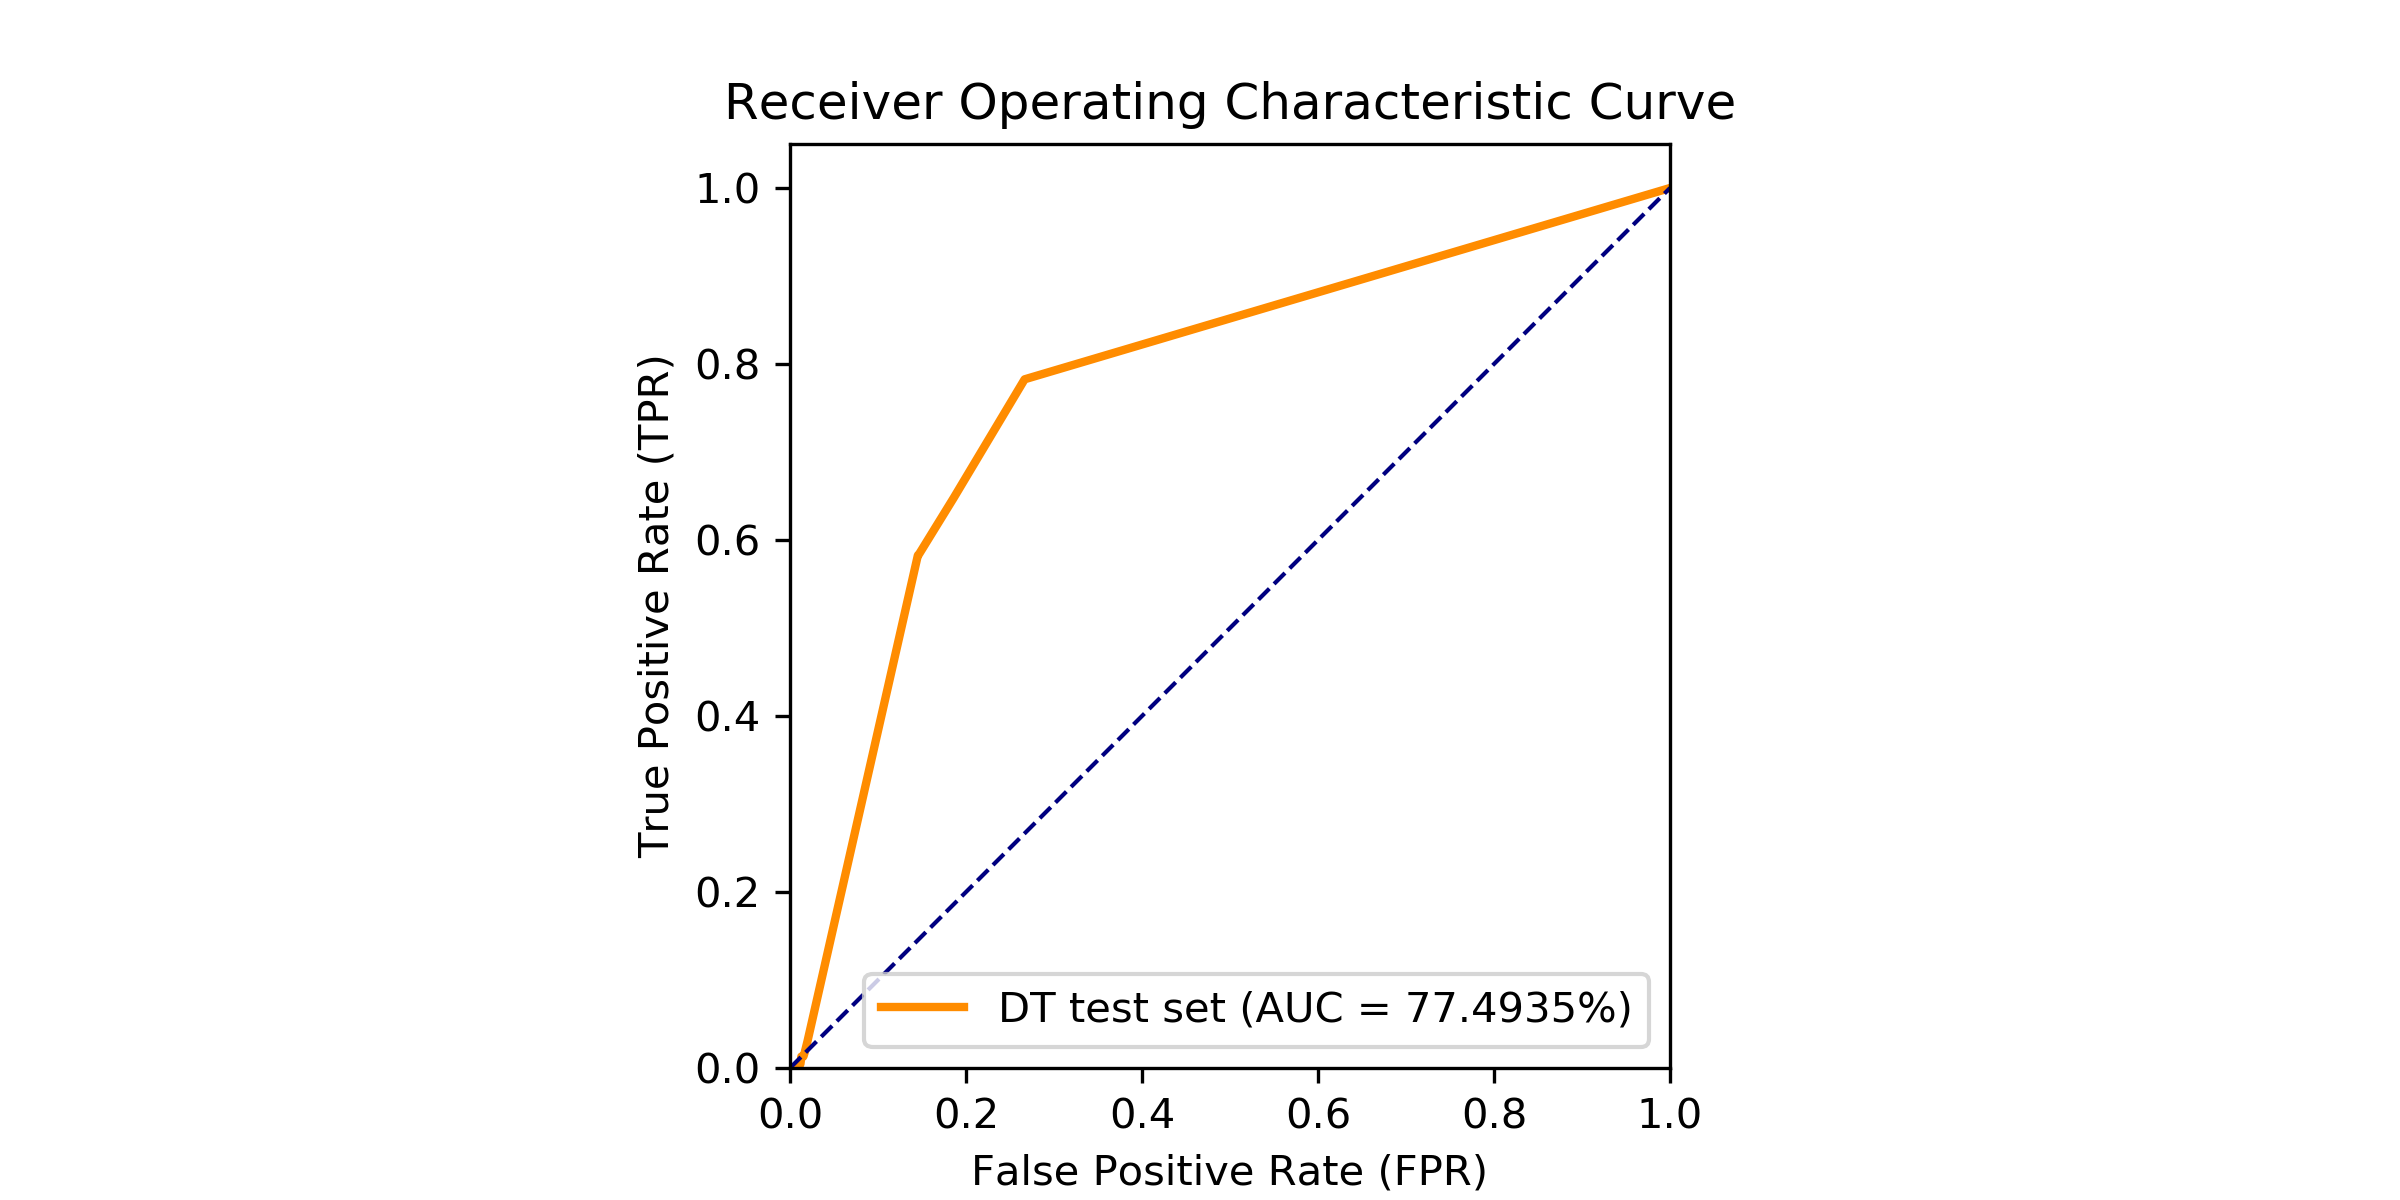 Receiver Operating Characteristic Curve
1.0
0.8
0.6
0.4
0.2
0.0
True Positive Rate (TPR)
DT test set (AUC = 77.4935%)
0.0 0.2 0.4 0.6 0.8 1.0
False Positive Rate (FPR)